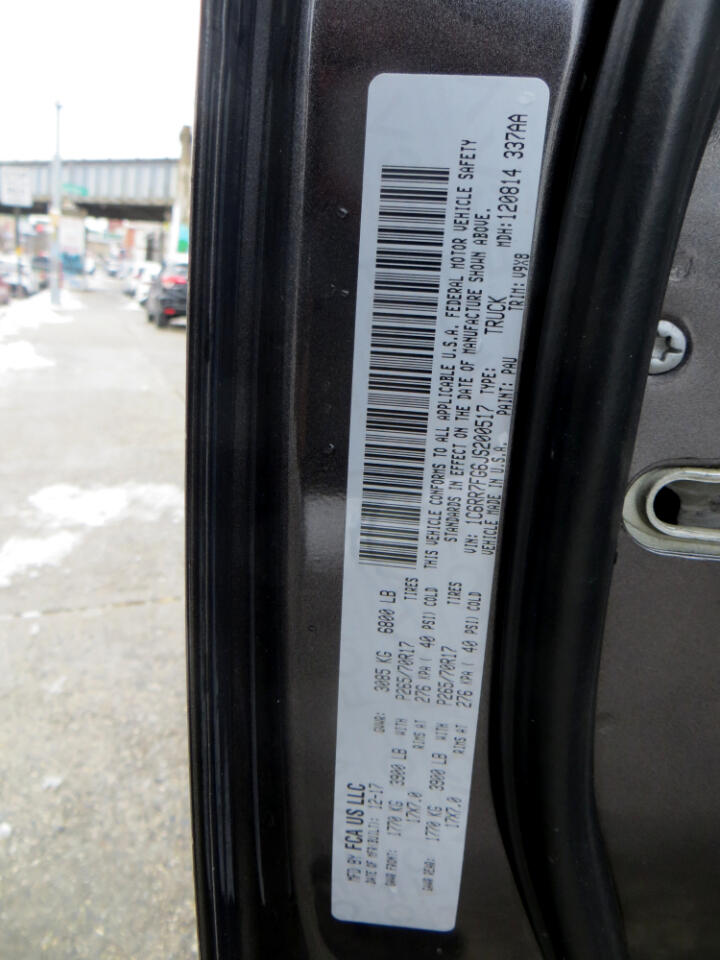 MFD BY FCA US LLC
DATE OF MFR(BUILT): 12-17 GVWR: 3085 KG 6800 LB
GAWR FRONT: 1770 KG 3900 LB WITH P265/70R17 TIRES
17X7.0 RIMS AT 276 KPA ( 40 PSI) COLD
GAWR REAR: 1770 KG 3900 LB WITH P265/70R17 TIRES
17X7.0 RIMS AT 276 KPA ( 40 PSI) COLD
THIS VEHICLE CONFORMS TO ALL APPLICABLE U.S.A. FEDERAL MOTOR VEHICLE SAFETY
STANDARDS IN EFFECT ON THE DATE OF MANUFACTURE SHOWN ABOVE.
VIN: 1C6RR7FG6JS200517 TYPE: TRUCK MDH:120814 337AA
VEHICLE MADE IN U.S.A. PAINT: PAU TRIM: V9X8